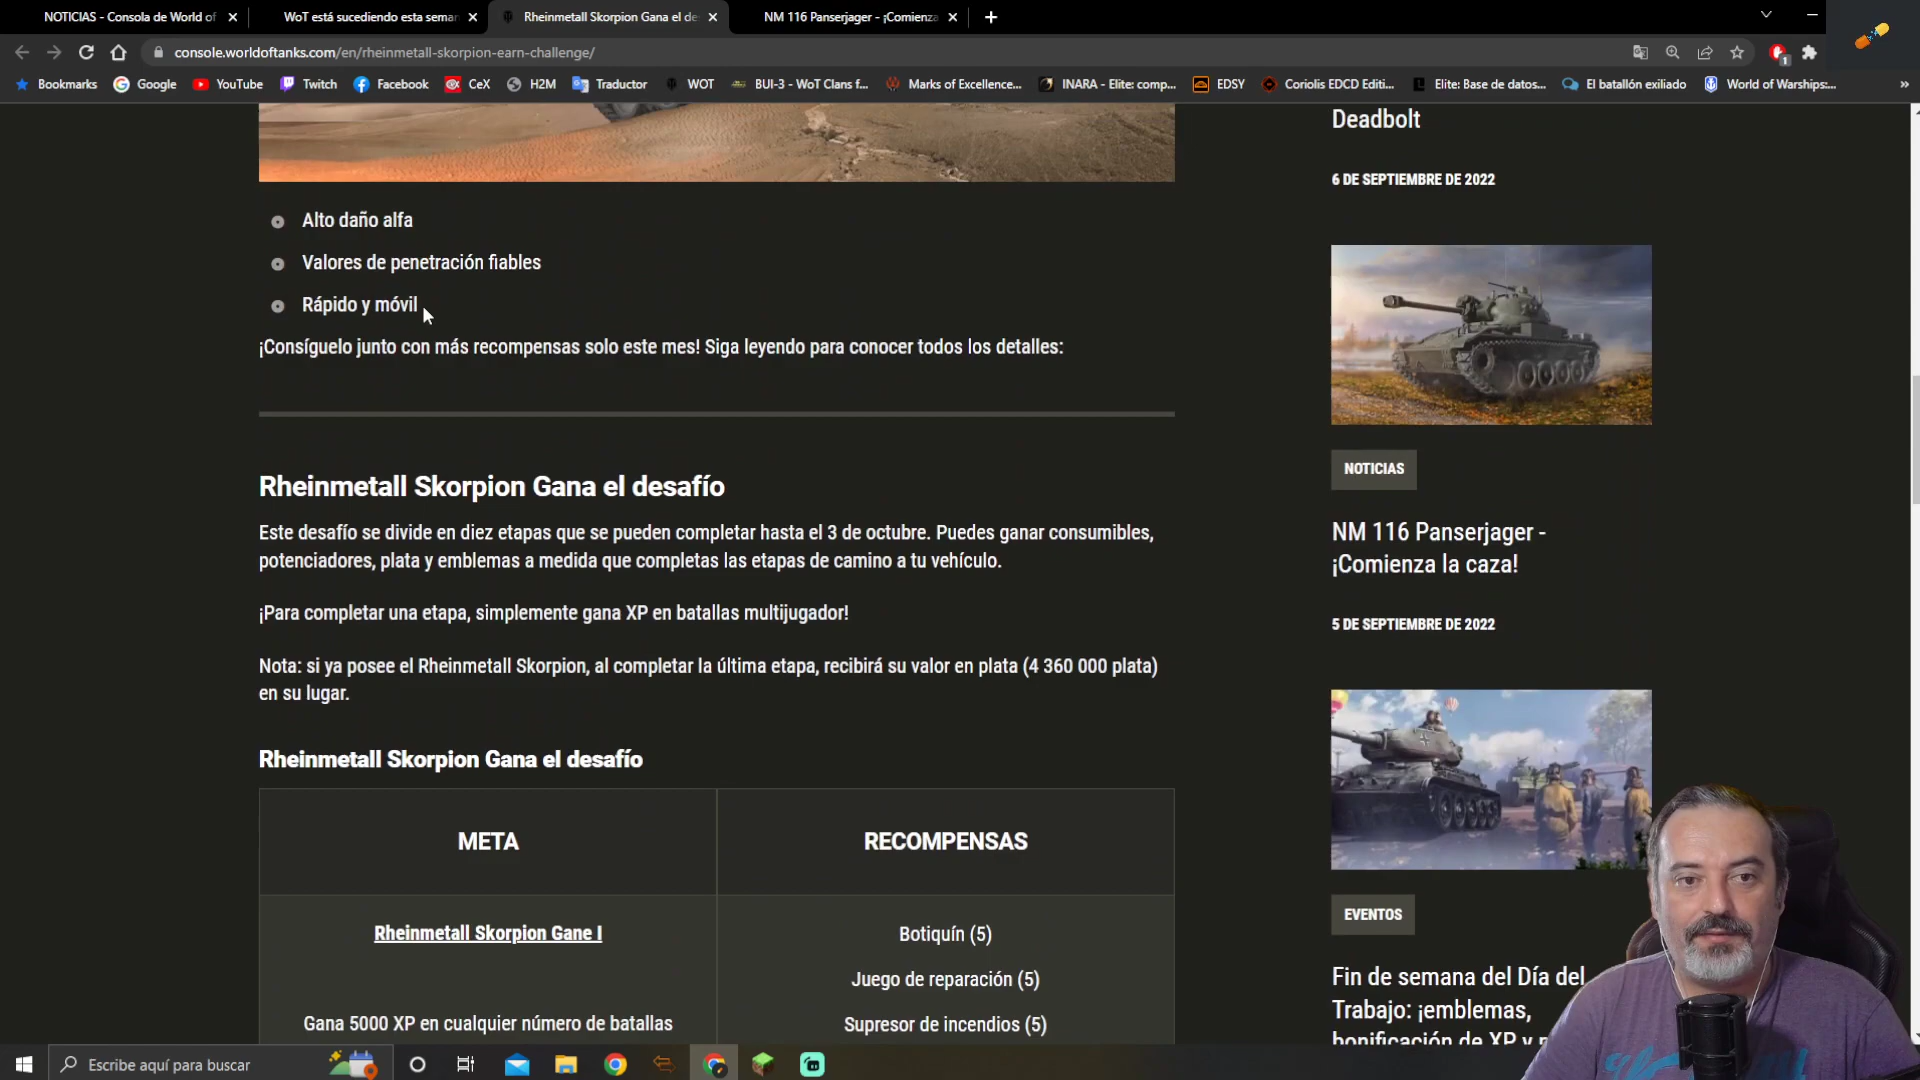 NOTICIAS - Consola de World of
WoT está sucediendo esta seman
Rheinmetall Skorpion Gana el de
NM 116 Panserjager - ¡Comienza
console.worldoftanks.com/en/rheinmetall-skorpion-earn-challenge/
1
Bookmarks
Google
YouTube
Twitch
Facebook
CeX
H2M
Traductor
WOT
BUI-3 - WoT Clans f...
Marks of Excellence...
INARA - Elite: comp...
EDSY
Coriolis EDCD Editi...
Elite: Base de datos...
El batallón exiliado
World of Warships:...
Alto daño alfa
Valores de penetración fiables
Rápido y móvil
¡Consíguelo junto con más recompensas solo este mes! Siga leyendo para conocer todos los detalles:
Rheinmetall Skorpion Gana el desafío
Este desafío se divide en diez etapas que se pueden completar hasta el 3 de octubre. Puedes ganar consumibles,
potenciadores, plata y emblemas a medida que completas las etapas de camino a tu vehículo.
¡Para completar una etapa, simplemente gana XP en batallas multijugador!
Nota: si ya posee el Rheinmetall Skorpion, al completar la última etapa, recibirá su valor en plata (4 360 000 plata)
en su lugar.
Rheinmetall Skorpion Gana el desafío
META
RECOMPENSAS
Rheinmetall Skorpion Gane I
Gana 5000 XP en cualquier número de batallas
Botiquín (5)
Juego de reparación (5)
Supresor de incendios (5)
Deadbolt
6 DE SEPTIEMBRE DE 2022
NOTICIAS
NM 116 Panserjager -
¡Comienza la caza!
5 DE SEPTIEMBRE DE 2022
EVENTOS
Fin de semana del Día del
Trabajo: ¡emblemas,
bonificación de XP y
Escribe aquí para buscar